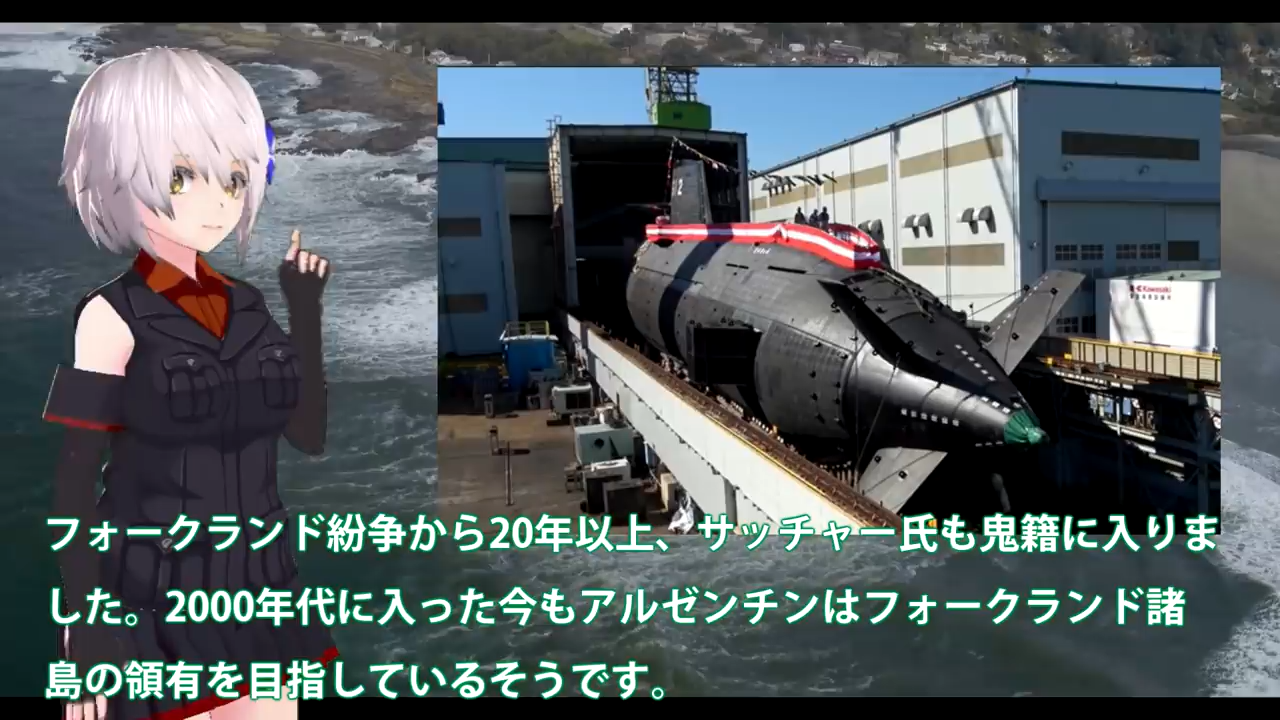 2
Kawasaki
フォークランド紛争から20年以上、サッチャー氏も鬼籍に入りま
した。2000年代に入った今もアルゼンチンはフォークランド諸
島の領有を目指しているそうです。